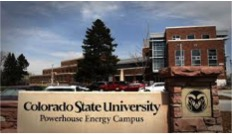 Colorado State University
Powerhouse Energy Campus